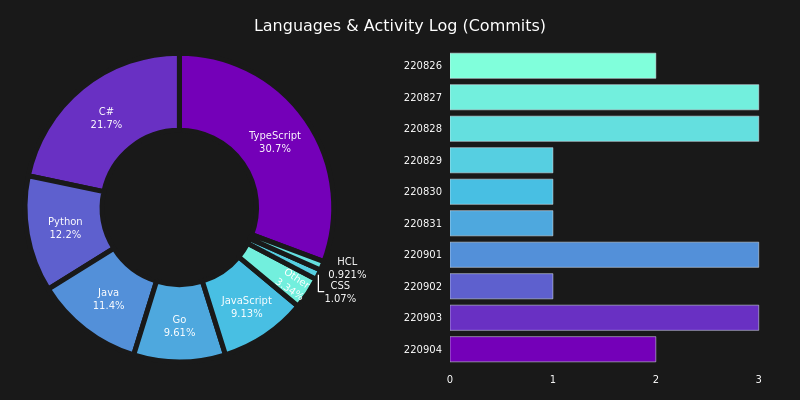 Languages & Activity Log (Commits)
TypeScript
30.7%
C#
21.7%
Python
12.2%
Java
11.4%
Go
9.61%
JavaScript
9.13%
Other
3.34%
CSS
1.07%
HCL
0.921%
220826
220827
220828
220829
220830
220831
220901
220902
220903
220904
0 1 2 3